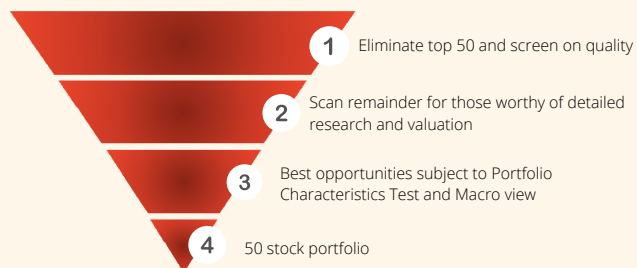 1 Eliminate top 50 and screen on quality
2 Scan remainder for those worthy of detailed
research and valuation
3 Best opportunities subject to Portfolio
Characteristics Test and Macro view
4 50 stock portfolio